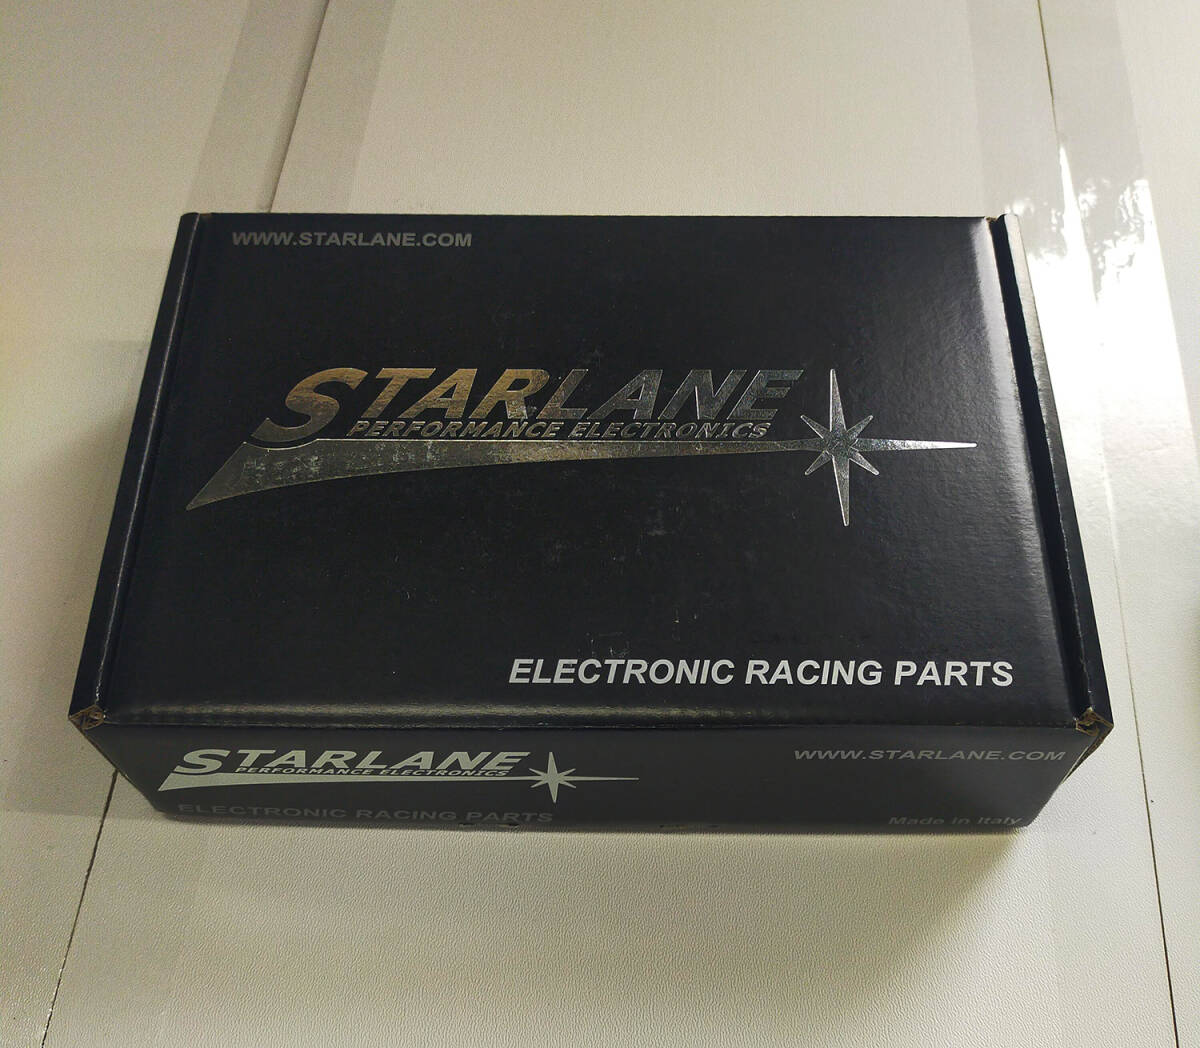 WWW.STARLANE.COM
STARLANE
PERFORMANCE ELECTRONICS
ELECTRONIC RACING PARTS
STARLANE
PERFORMANCE ELECTRONICS
WWW.STARLANE.COM
ELECTRONIC RACING PARTS
Made in Italy